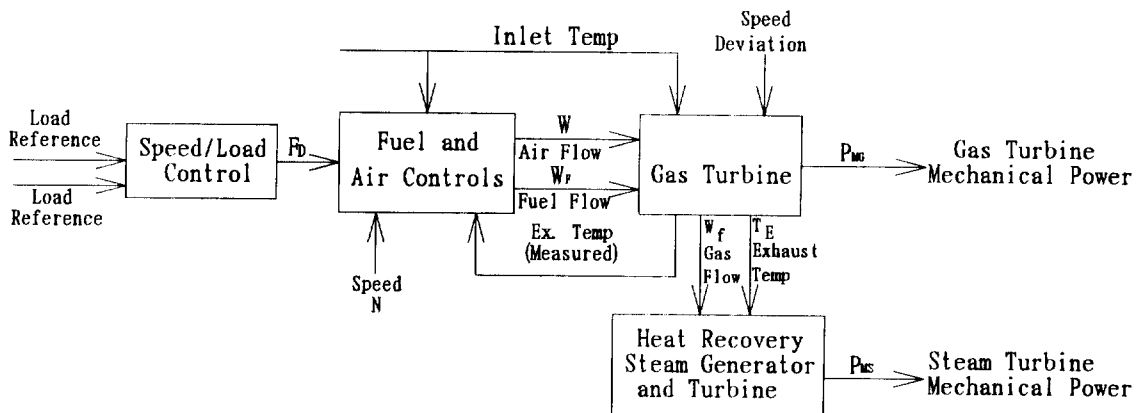 Inlet Temp
Speed
Deviation
Load
Reference
Speed/Load
Control
F_D
Fuel and
Air Controls
W
Air Flow
W_F
Fuel Flow
Gas Turbine
P_MG
Gas Turbine
Mechanical Power
Load
Reference
Ex. Temp
(Measured)
W_f
Gas
Flow
T_E
Exhaust
Temp
Speed
N
Heat Recovery
Steam Generator
and Turbine
P_MS
Steam Turbine
Mechanical Power